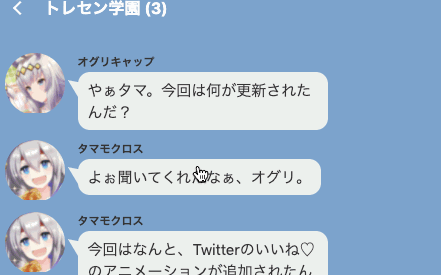 トレセン学園 (3)
オグリキャップ
やぁタマ。今回は何が更新された
んだ？
タマモクロス
よぉ聞いてくれたなぁ、オグリ。
タマモクロス
今回はなんと、Twitterのいいね♡
のアニメーションが追加されたん